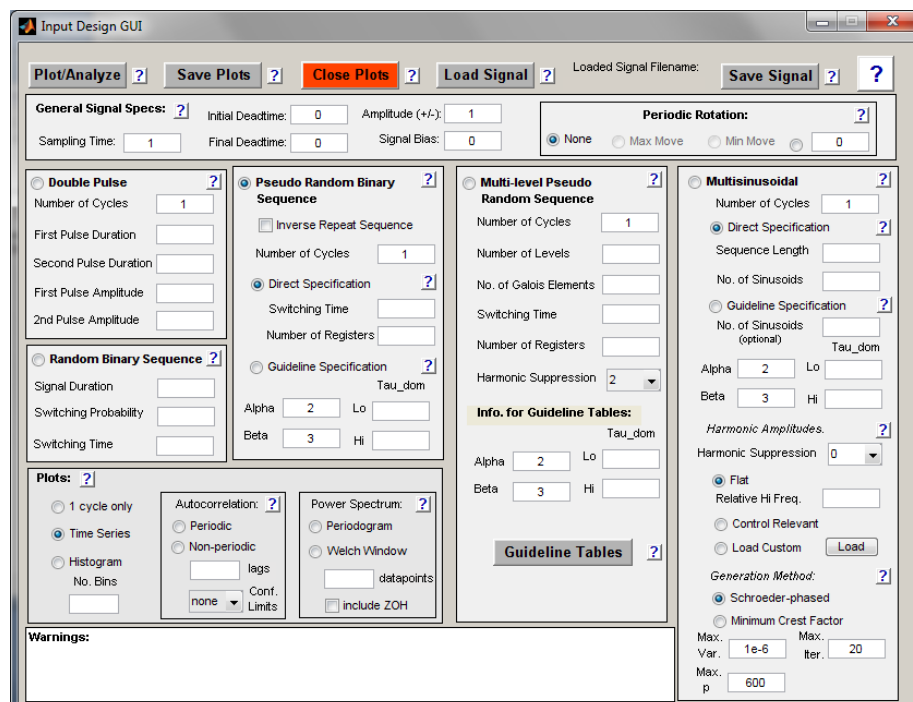 Input Design GUI
Plot/Analyze ? Save Plots ? Close Plots ? Load Signal ? Loaded Signal Filename: Save Signal ? ?
General Signal Specs: ? Initial Deadtime: 0 Amplitude (+/-): 1 Periodic Rotation: ?
Sampling Time: 1 Final Deadtime: 0 Signal Bias: 0 None Max Move Min Move 0
Double Pulse ?
Number of Cycles 1
First Pulse Duration
Second Pulse Duration
First Pulse Amplitude
2nd Pulse Amplitude
Random Binary Sequence ?
Signal Duration
Switching Probability
Switching Time
Pseudo Random Binary ?
Sequence
Inverse Repeat Sequence
Number of Cycles 1
Direct Specification ?
Switching Time
Number of Registers
Guideline Specification ?
Tau_dom
Alpha 2 Lo
Beta 3 Hi
Multi-level Pseudo ?
Random Sequence
Number of Cycles 1
Number of Levels
No. of Galois Elements
Switching Time
Number of Registers
Harmonic Suppression 2
Info. for Guideline Tables:
Tau_dom
Alpha 2 Lo
Beta 3 Hi
Guideline Tables ?
Multisinusoidal ?
Number of Cycles 1
Direct Specification ?
Sequence Length
No. of Sinusoids
Guideline Specification ?
No. of Sinusoids
(optional)
Tau_dom
Alpha 2 Lo
Beta 3 Hi
Harmonic Amplitudes. ?
Harmonic Suppression 0
Flat
Relative Hi Freq.
Control Relevant
Load Custom Load
Generation Method: ?
Schroeder-phased
Minimum Crest Factor
Max. Var. 1e-6 Max. Iter. 20
Max. p 600
Plots: ?
1 cycle only
Time Series
Histogram
No. Bins
Autocorrelation: ?
Periodic
Non-periodic
lags
none Conf. Limits
Power Spectrum: ?
Periodogram
Welch Window
datapoints
include ZOH
Warnings: